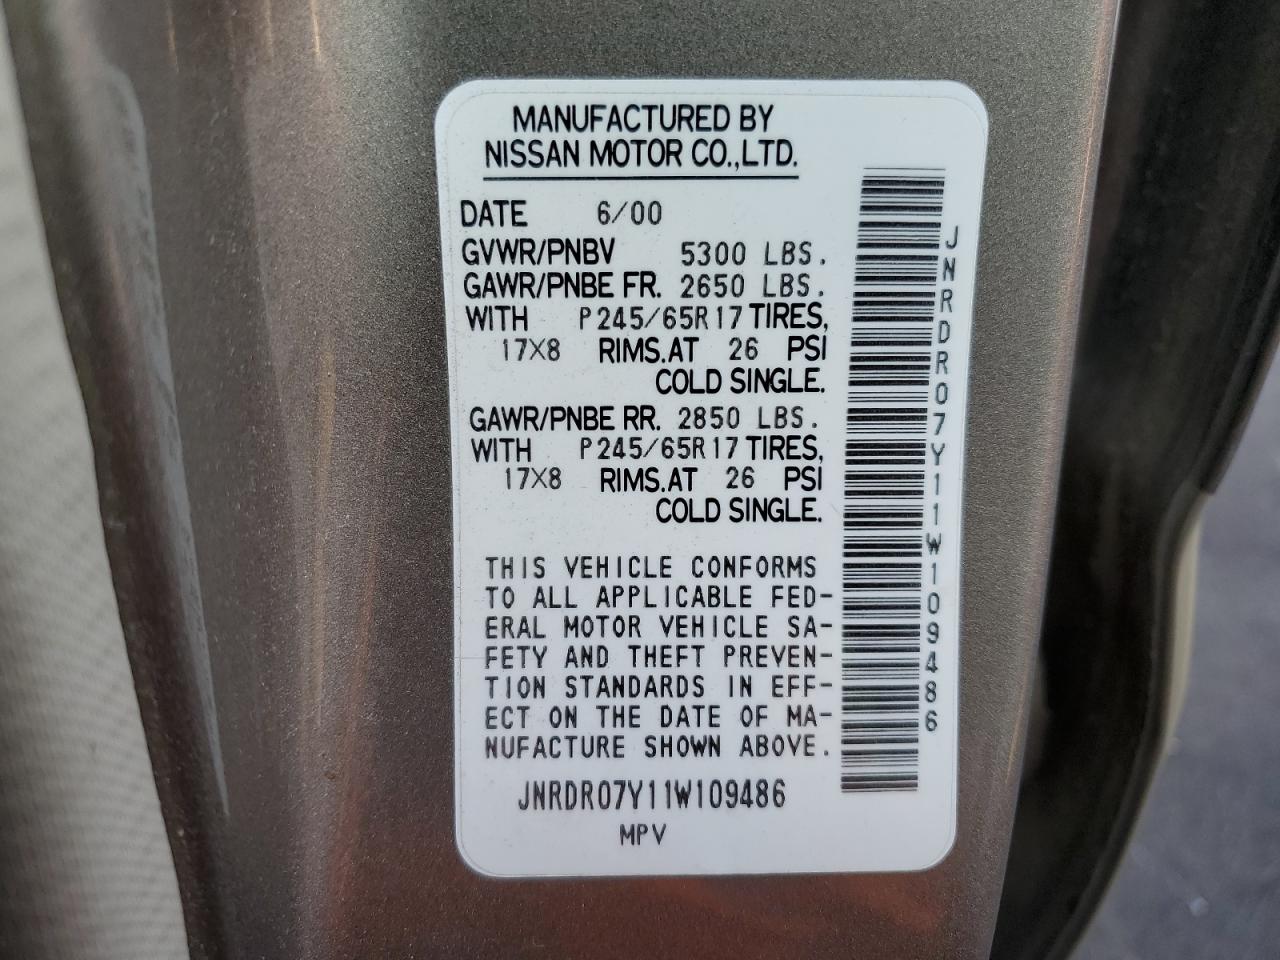 MANUFACTURED BY
NISSAN MOTOR CO.,LTD.
DATE 6/00
GVWR/PNBV 5300 LBS.
GAWR/PNBE FR. 2650 LBS.
WITH P245/65R17 TIRES,
17X8 RIMS.AT 26 PSI
COLD SINGLE.
GAWR/PNBE RR. 2850 LBS.
WITH P245/65R17 TIRES,
17X8 RIMS.AT 26 PSI
COLD SINGLE.
THIS VEHICLE CONFORMS
TO ALL APPLICABLE FED-
ERAL MOTOR VEHICLE SA-
FETY AND THEFT PREVEN-
TION STANDARDS IN EFF-
ECT ON THE DATE OF MA-
NUFACTURE SHOWN ABOVE.
JNRDR07Y11W109486
MPV
JNRDR07Y11W109486